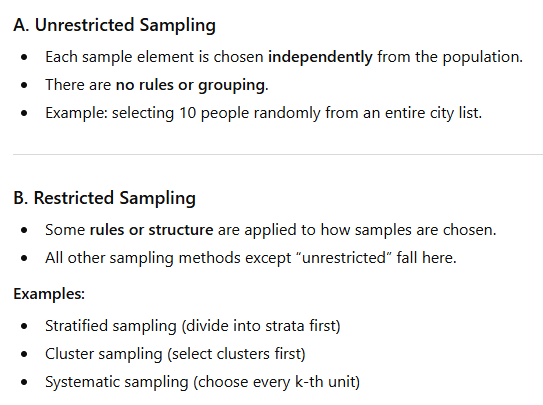 A. Unrestricted Sampling
• Each sample element is chosen independently from the population.
• There are no rules or grouping.
• Example: selecting 10 people randomly from an entire city list.
B. Restricted Sampling
• Some rules or structure are applied to how samples are chosen.
• All other sampling methods except “unrestricted” fall here.
Examples:
• Stratified sampling (divide into strata first)
• Cluster sampling (select clusters first)
• Systematic sampling (choose every k-th unit)